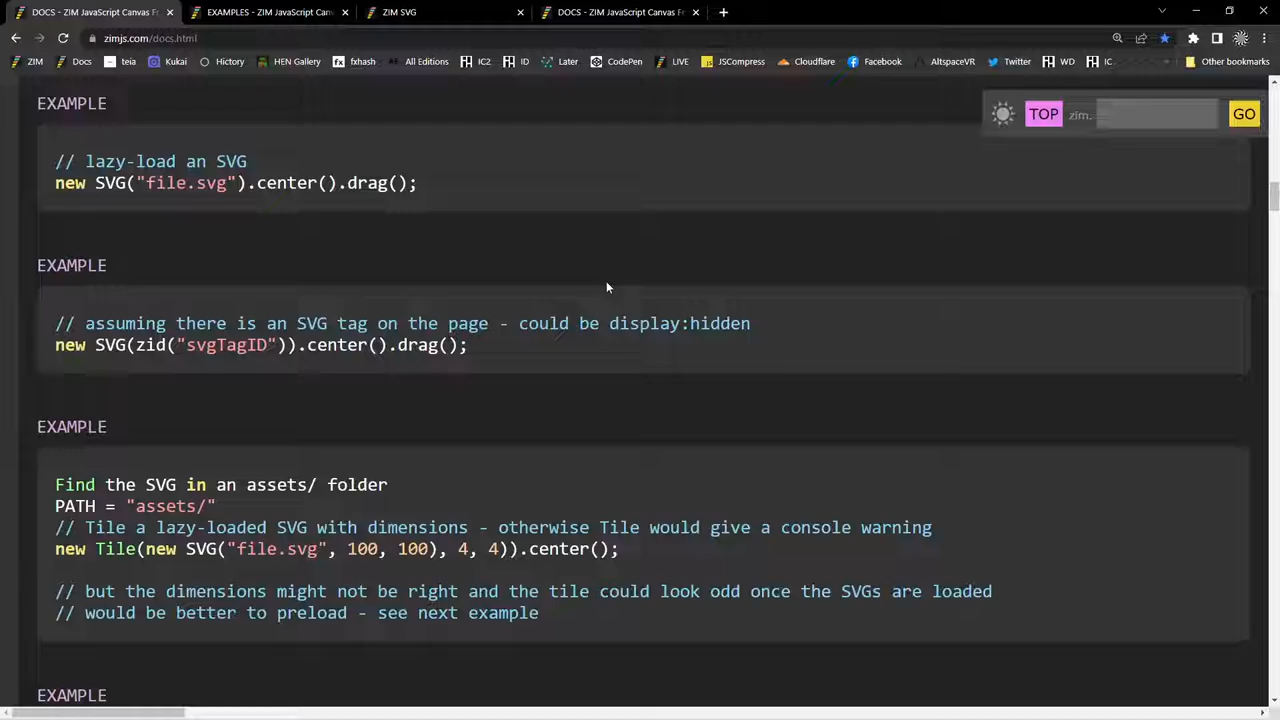 DOCS - ZIM JavaScript Canvas F
EXAMPLES - ZIM JavaScript Canv
ZIM SVG
DOCS - ZIM JavaScript Canvas F
zimjs.com/docs.html
ZIM
Docs
teia
Kukai
Hictory
HEN Gallery
fxhash
All Editions
IC2
ID
Later
CodePen
LIVE
JSCompress
Cloudflare
Facebook
AltspaceVR
Twitter
WD
IC
Other bookmarks
TOP
zim.
GO
EXAMPLE
// lazy-load an SVG
new SVG("file.svg").center().drag();
EXAMPLE
// assuming there is an SVG tag on the page - could be display:hidden
new SVG(zid("svgTagID")).center().drag();
EXAMPLE
Find the SVG in an assets/ folder
PATH = "assets/"
// Tile a lazy-loaded SVG with dimensions - otherwise Tile would give a console warning
new Tile(new SVG("file.svg", 100, 100), 4, 4)).center();
// but the dimensions might not be right and the tile could look odd once the SVGs are loaded
// would be better to preload - see next example
EXAMPLE